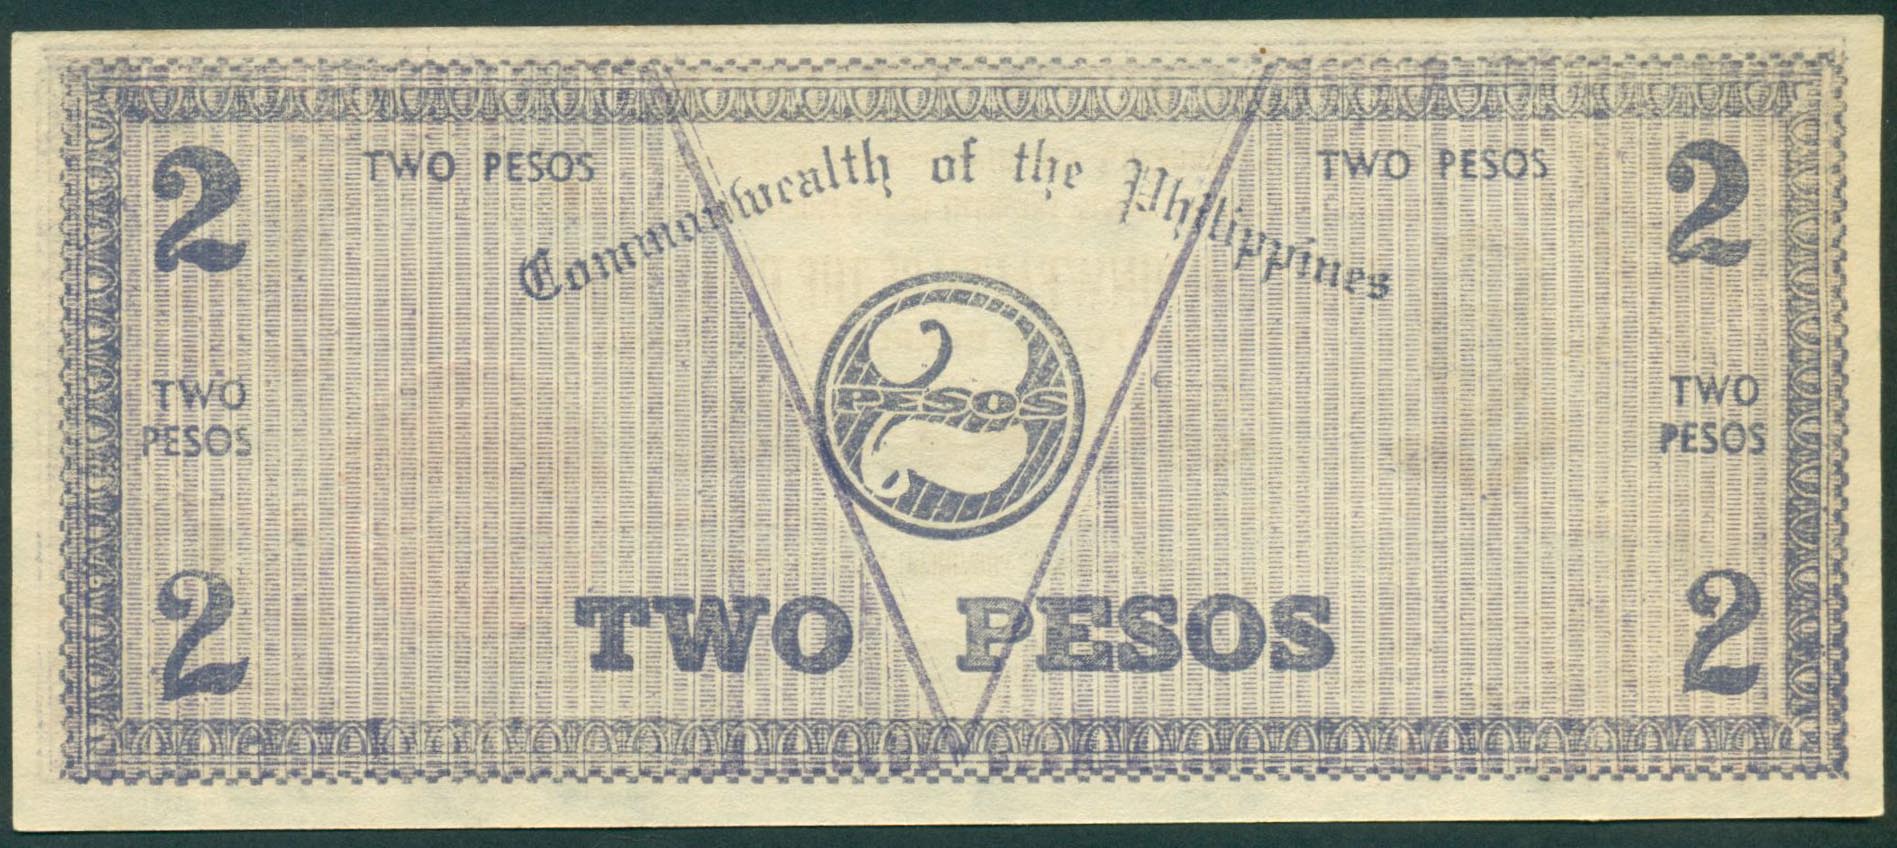 2 TWO PESOS TWO PESOS 2
Commonwealth of the Philippines
TWO PESOS
2 PESOS
TWO PESOS
2 TWO PESOS 2